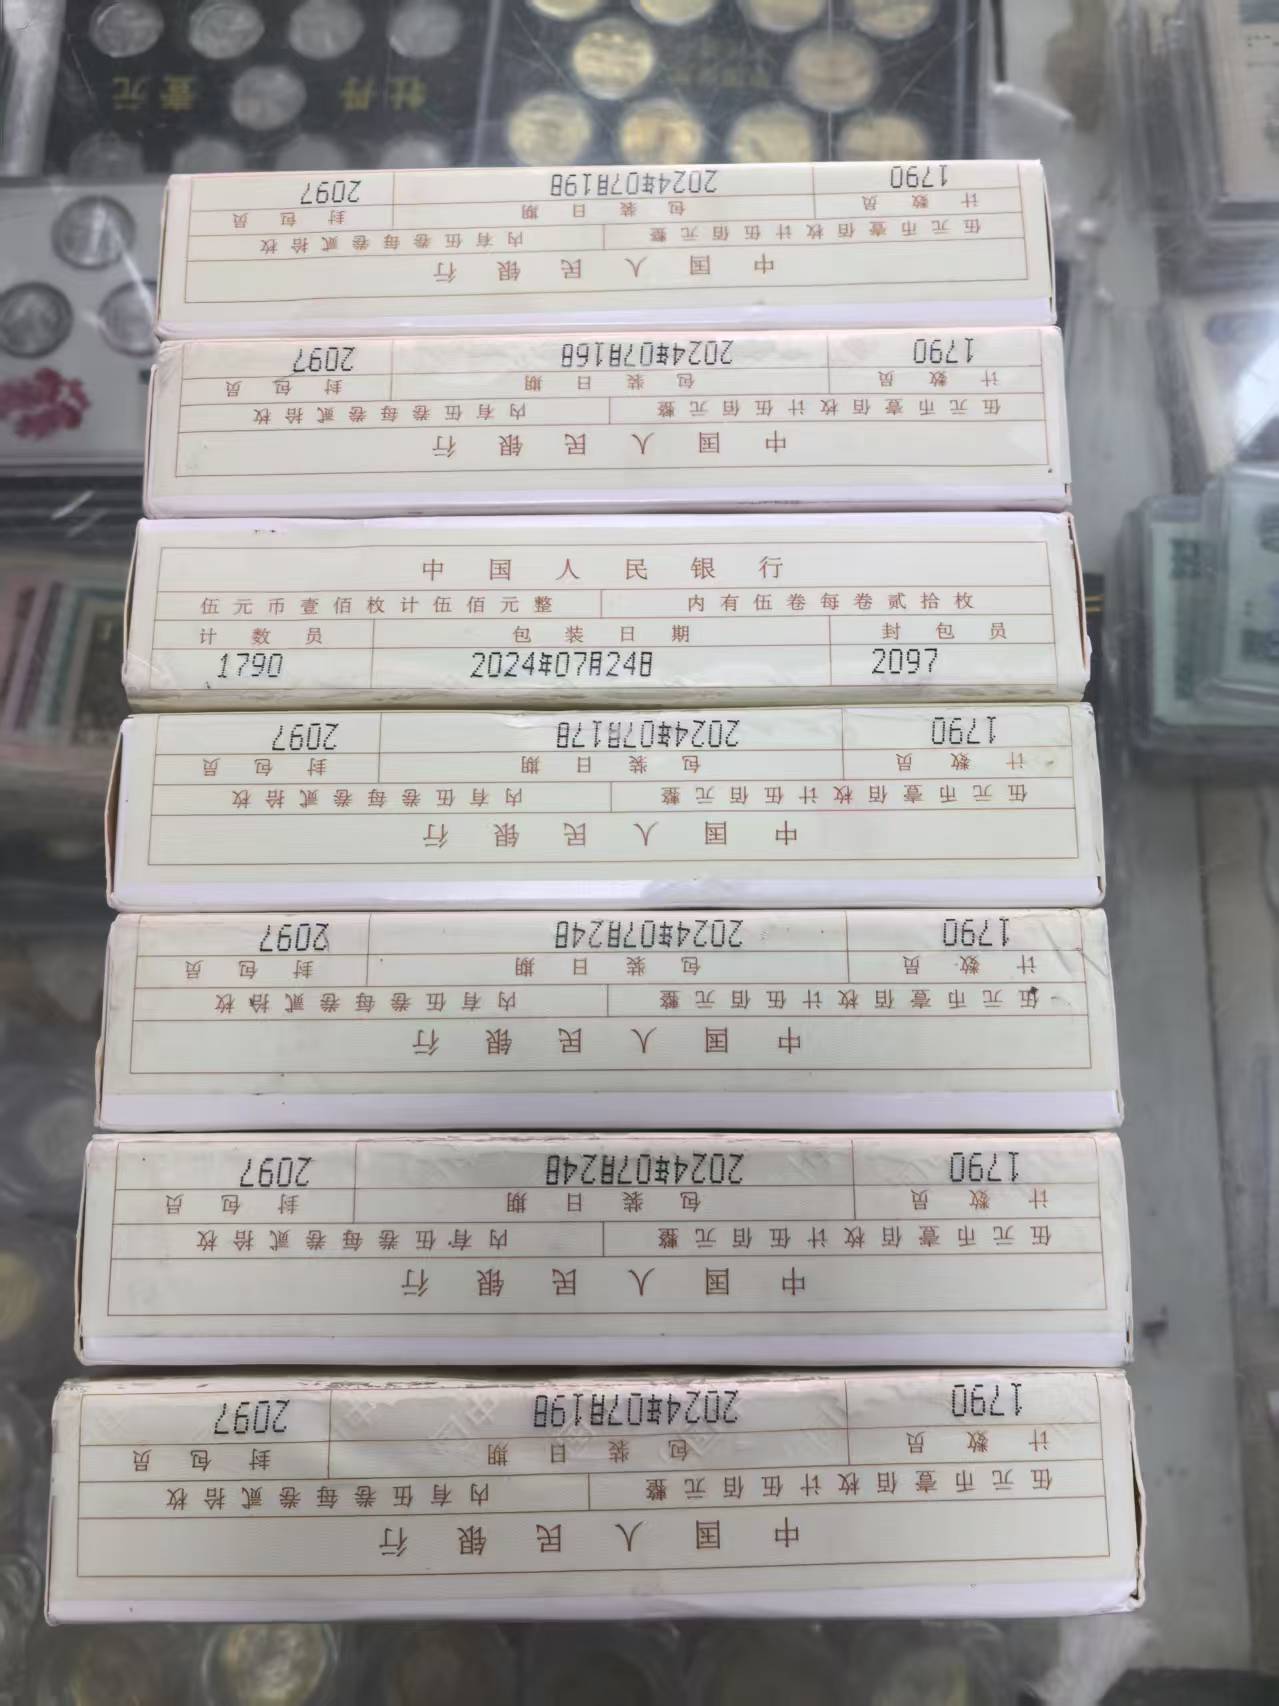 牡丹 壹元
中国人民银行
伍元币壹佰枚计伍佰元整 内有伍卷每卷贰拾枚
计数员 包装日期 封包员
1790 2024年07月19日 2097
中国人民银行
伍元币壹佰枚计伍佰元整 内有伍卷每卷贰拾枚
计数员 包装日期 封包员
1790 2024年07月16日 2097
中国人民银行
伍元币壹佰枚计伍佰元整 内有伍卷每卷贰拾枚
计数员 包装日期 封包员
1790 2024年07月24日 2097
中国人民银行
伍元币壹佰枚计伍佰元整 内有伍卷每卷贰拾枚
计数员 包装日期 封包员
1790 2024年07月17日 2097
中国人民银行
伍元币壹佰枚计伍佰元整 内有伍卷每卷贰拾枚
计数员 包装日期 封包员
1790 2024年07月24日 2097
中国人民银行
伍元币壹佰枚计伍佰元整 内有伍卷每卷贰拾枚
计数员 包装日期 封包员
1790 2024年07月24日 2097
中国人民银行
伍元币壹佰枚计伍佰元整 内有伍卷每卷贰拾枚
计数员 包装日期 封包员
1790 2024年07月19日 2097